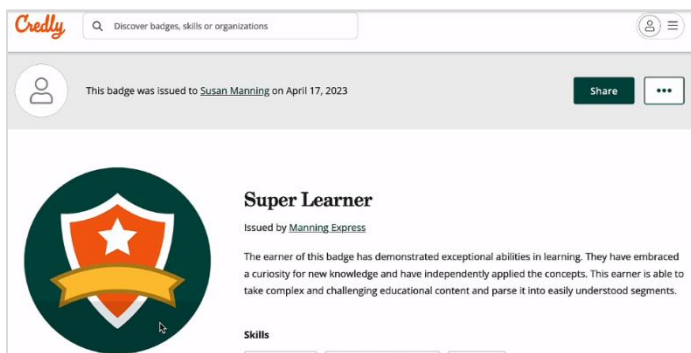 Credly
Discover badges, skills or organizations
This badge was issued to Susan Manning on April 17, 2023
Share
Super Learner
Issued by Manning Express
The earner of this badge has demonstrated exceptional abilities in learning. They have embraced
a curiosity for new knowledge and have independently applied the concepts. This earner is able to
take complex and challenging educational content and parse it into easily understood segments.
Skills